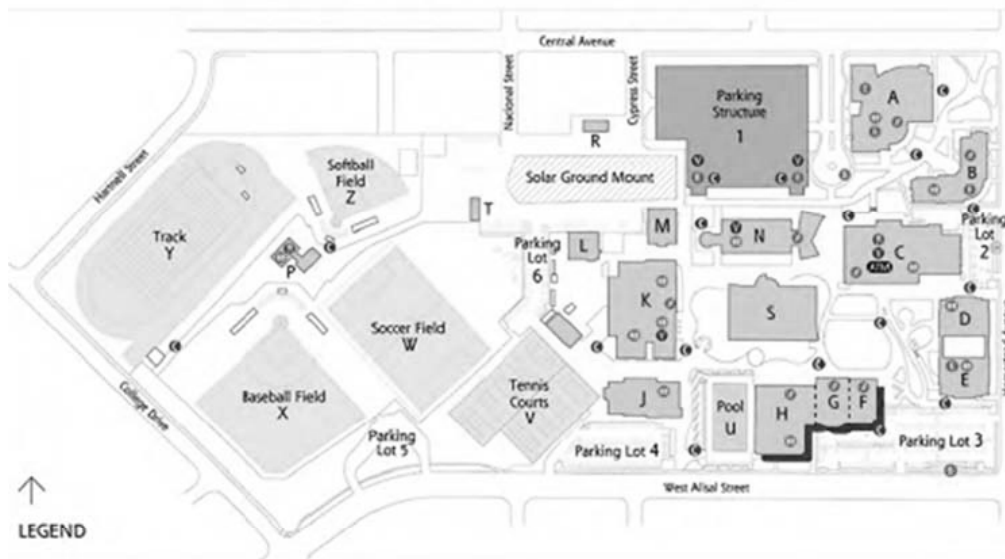 Central Avenue
Nacional Street
Cypress Street
Homell Street
Parking
Structure
1
A
B
R
Solar Ground Mount
Softball
Field
Z
T
Track
Y
P
M
L
N
C
ATM
Parking
Lot
2
Parking
Lot
6
K
S
D
E
Soccer Field
W
Baseball Field
X
Tennis
Courts
V
J
Pool
U
H
G
F
College Drive
Parking
Lot 5
Parking Lot 4
Parking Lot 3
West Alisal Street
LEGEND